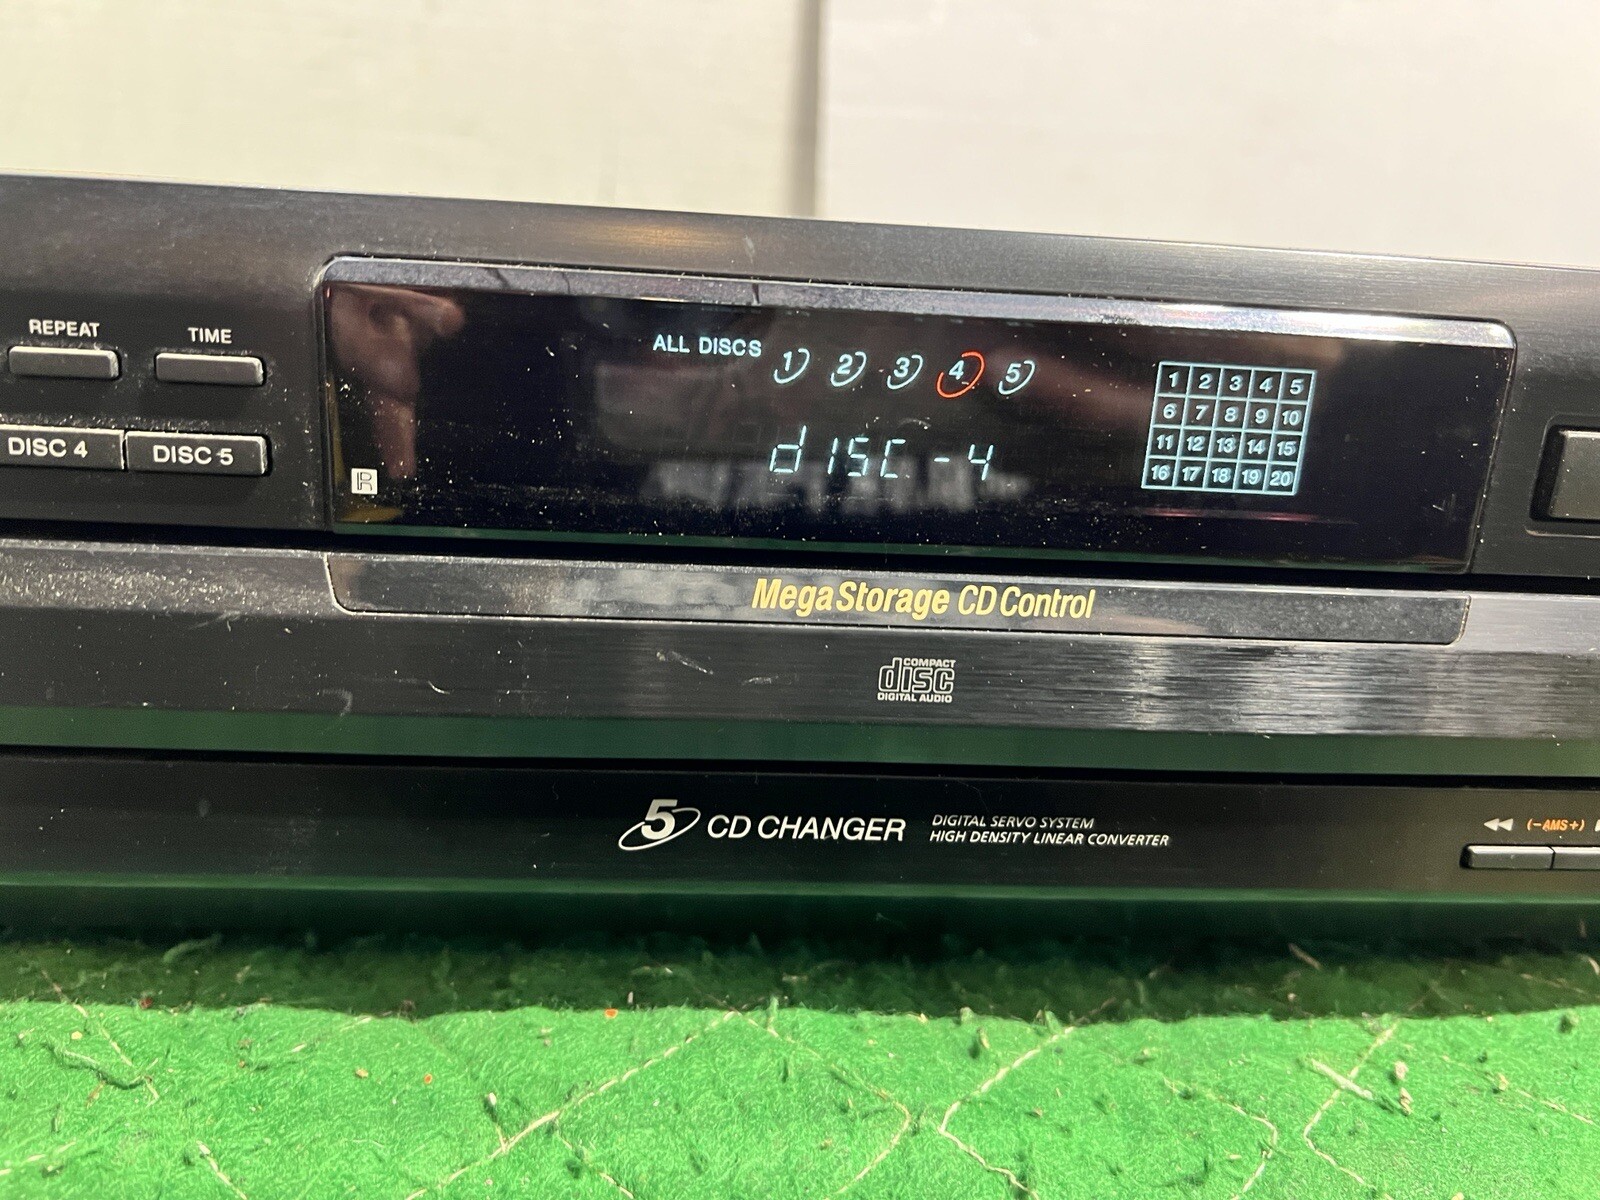 REPEAT TIME
DISC 4 DISC 5
R
ALL DISCS 1 2 3 4 5
dISC-4
1 2 3 4 5
6 7 8 9 10
11 12 13 14 15
16 17 18 19 20
MegaStorage CD Control
COMPACT
disc
DIGITAL AUDIO
5 CD CHANGER
DIGITAL SERVO SYSTEM
HIGH DENSITY LINEAR CONVERTER
(-AMS+)